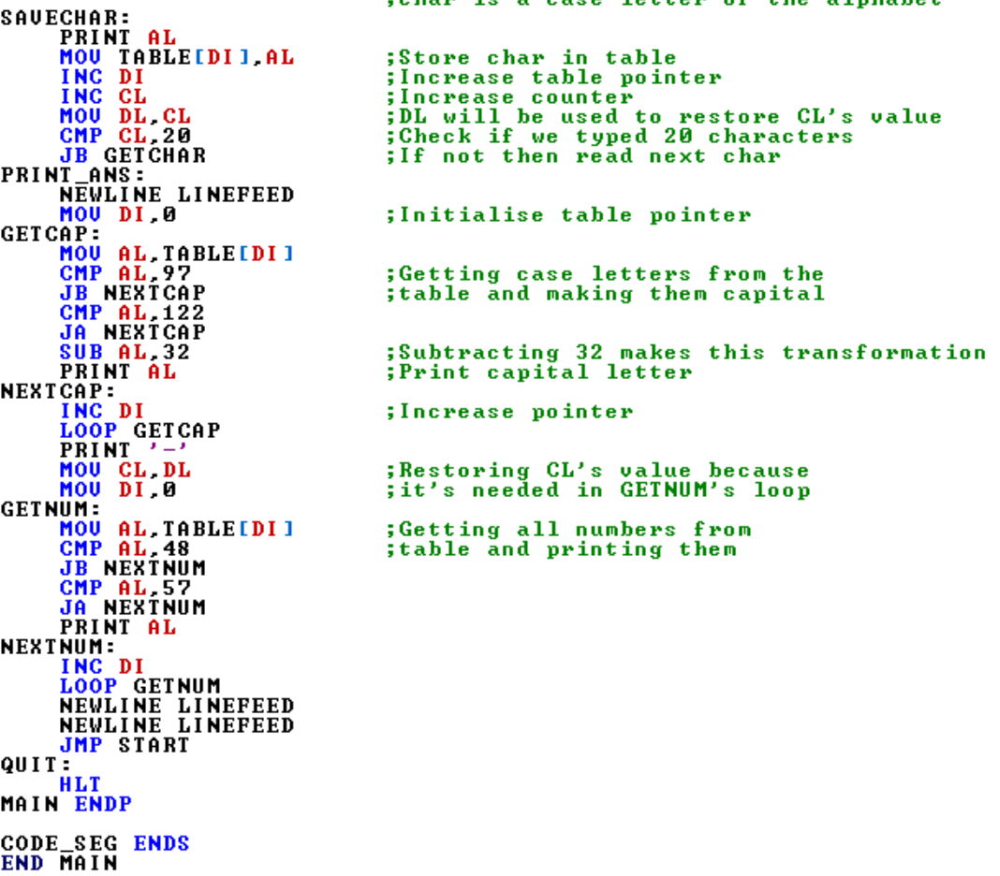 ;char is a case letter of the alphabet
SAVECHAR:
PRINT AL
MOV TABLE[DI],AL ;Store char in table
INC DI ;Increase table pointer
INC CL ;Increase counter
MOV DL,CL ;DL will be used to restore CL's value
CMP CL,20 ;Check if we typed 20 characters
JB GETCHAR ;If not then read next char
PRINT_ANS:
NEWLINE LINEFEED
MOV DI,0 ;Initialise table pointer
GETCAP:
MOV AL,TABLE[DI]
CMP AL,97 ;Getting case letters from the
JB NEXTCAP ;table and making them capital
CMP AL,122
JA NEXTCAP
SUB AL,32 ;Subtracting 32 makes this transformation
PRINT AL ;Print capital letter
NEXTCAP:
INC DI ;Increase pointer
LOOP GETCAP
PRINT '-'
MOV CL,DL ;Restoring CL's value because
MOV DI,0 ;it's needed in GETNUM's loop
GETNUM:
MOV AL,TABLE[DI] ;Getting all numbers from
CMP AL,48 ;table and printing them
JB NEXTNUM
CMP AL,57
JA NEXTNUM
PRINT AL
NEXTNUM:
INC DI
LOOP GETNUM
NEWLINE LINEFEED
NEWLINE LINEFEED
JMP START
QUIT:
HLT
MAIN ENDP
CODE_SEG ENDS
END MAIN